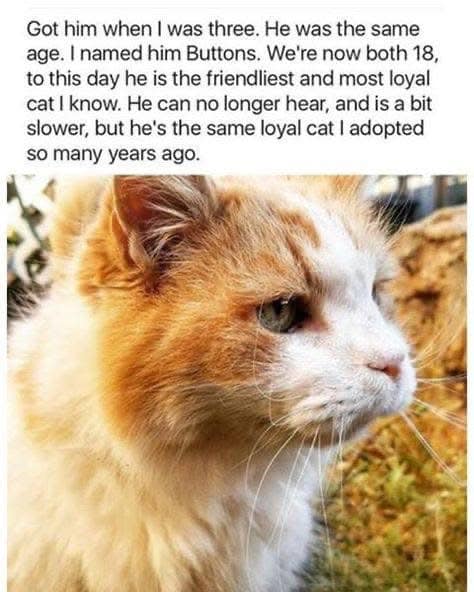 Got him when I was three. He was the same
age. I named him Buttons. We're now both 18,
to this day he is the friendliest and most loyal
cat I know. He can no longer hear, and is a bit
slower, but he's the same loyal cat I adopted
so many years ago.